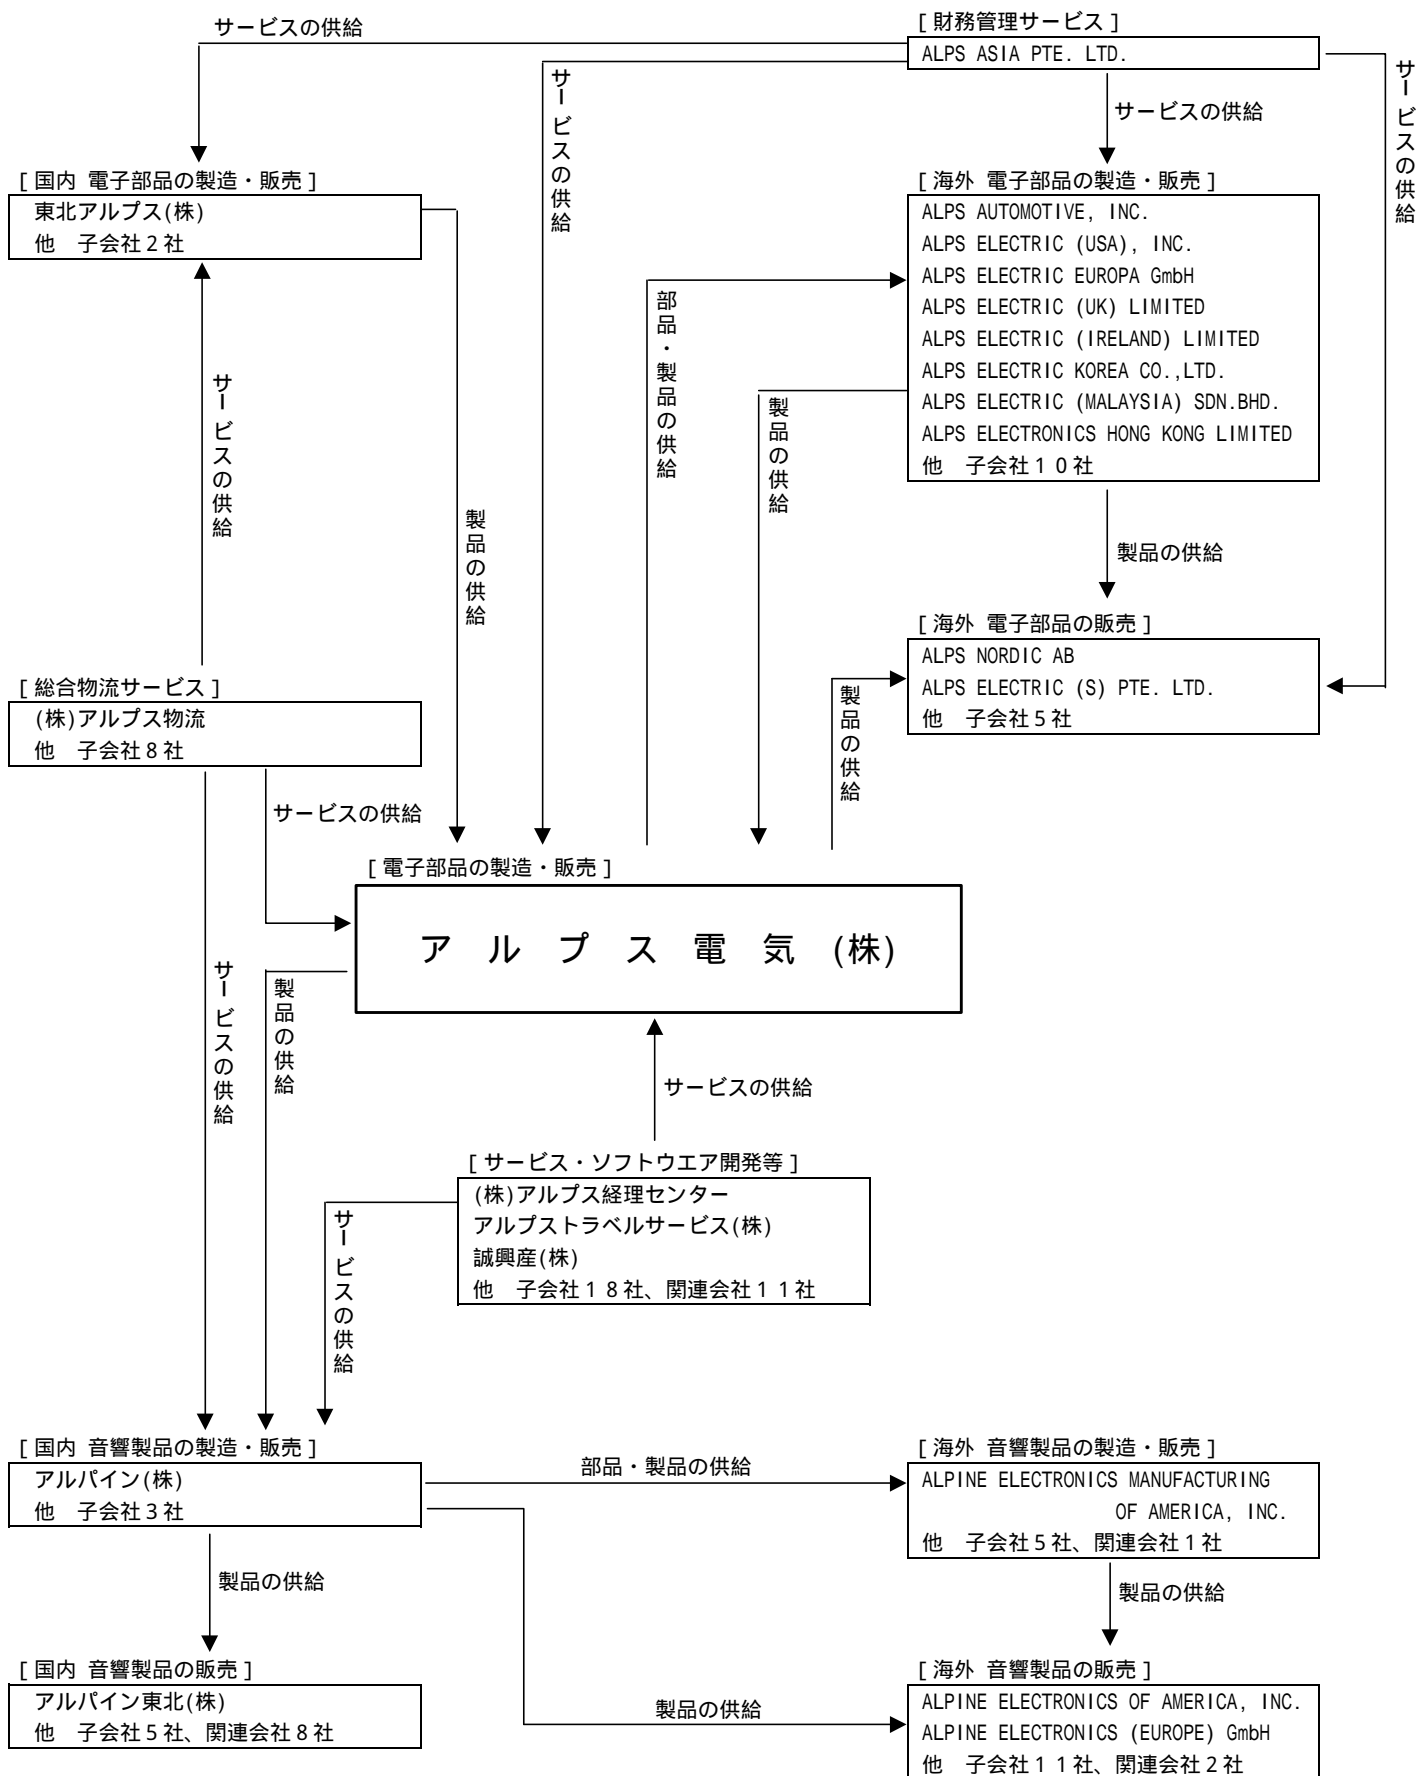 サービスの供給
[ 財務管理サービス ]
ALPS ASIA PTE. LTD.
サービスの供給
サービスの供給
サービスの供給
[ 国内 電子部品の製造・販売 ]
東北アルプス(株)
他 子会社2社
[ 海外 電子部品の製造・販売 ]
ALPS AUTOMOTIVE, INC.
ALPS ELECTRIC (USA), INC.
ALPS ELECTRIC EUROPA GmbH
ALPS ELECTRIC (UK) LIMITED
ALPS ELECTRIC (IRELAND) LIMITED
ALPS ELECTRIC KOREA CO.,LTD.
ALPS ELECTRIC (MALAYSIA) SDN.BHD.
ALPS ELECTRONICS HONG KONG LIMITED
他 子会社10社
部品・製品の供給
サービスの供給
製品の供給
製品の供給
製品の供給
[ 海外 電子部品の販売 ]
ALPS NORDIC AB
ALPS ELECTRIC (S) PTE. LTD.
他 子会社5社
[ 総合物流サービス ]
(株)アルプス物流
他 子会社8社
製品の供給
サービスの供給
[ 電子部品の製造・販売 ]
アルプス電気(株)
サービスの供給
製品の供給
サービスの供給
[ サービス・ソフトウエア開発等 ]
(株)アルプス経理センター
アルプストラベルサービス(株)
誠興産(株)
他 子会社18社、関連会社11社
サービスの供給
[ 国内 音響製品の製造・販売 ]
アルパイン(株)
他 子会社3社
部品・製品の供給
[ 海外 音響製品の製造・販売 ]
ALPINE ELECTRONICS MANUFACTURING
OF AMERICA, INC.
他 子会社5社、関連会社1社
製品の供給
製品の供給
[ 国内 音響製品の販売 ]
アルパイン東北(株)
他 子会社5社、関連会社8社
製品の供給
[ 海外 音響製品の販売 ]
ALPINE ELECTRONICS OF AMERICA, INC.
ALPINE ELECTRONICS (EUROPE) GmbH
他 子会社11社、関連会社2社